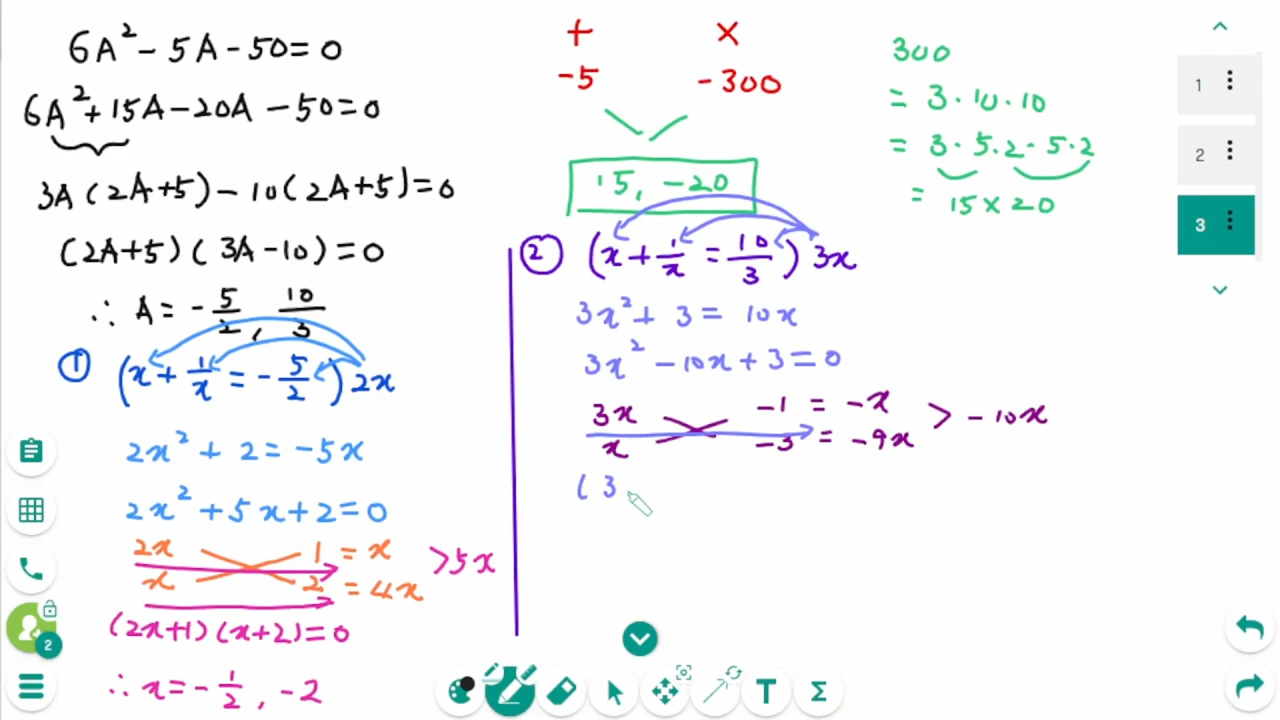 6A² - 5A - 50 = 0
6A² + 15A - 20A - 50 = 0
3A (2A+5) - 10 (2A+5) = 0
(2A+5) (3A-10) = 0
∴ A = - 5/2 , 10/3
① (x + 1/x = - 5/2) 2x
2x² + 2 = -5x
2x² + 5x + 2 = 0
2x 1 = x
x 2 = 4x
> 5x
(2x+1) (x+2) = 0
∴ x = - 1/2 , -2
+ ×
-5 -300
15, -20
② (x + 1/x = 10/3) 3x
3x² + 3 = 10x
3x² - 10x + 3 = 0
3x -1 = -x
x -3 = -9x
> -10x
( 3
300
= 3 · 10 · 10
= 3 · 5 · 2 · 5 · 2
= 15 × 20
1
2
3
2
T Σ